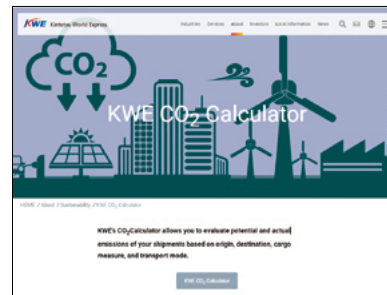 KWE Kintetsu World Express
Industries Services About Investors Social Information News
CO2
KWE CO2 Calculator
HOME / About / Sustainability / KWE CO2 Calculator
KWE's CO2Calculator allows you to evaluate potential and actual
emissions of your shipments based on origin, destination, cargo
measure, and transport mode.
KWE CO2 Calculator